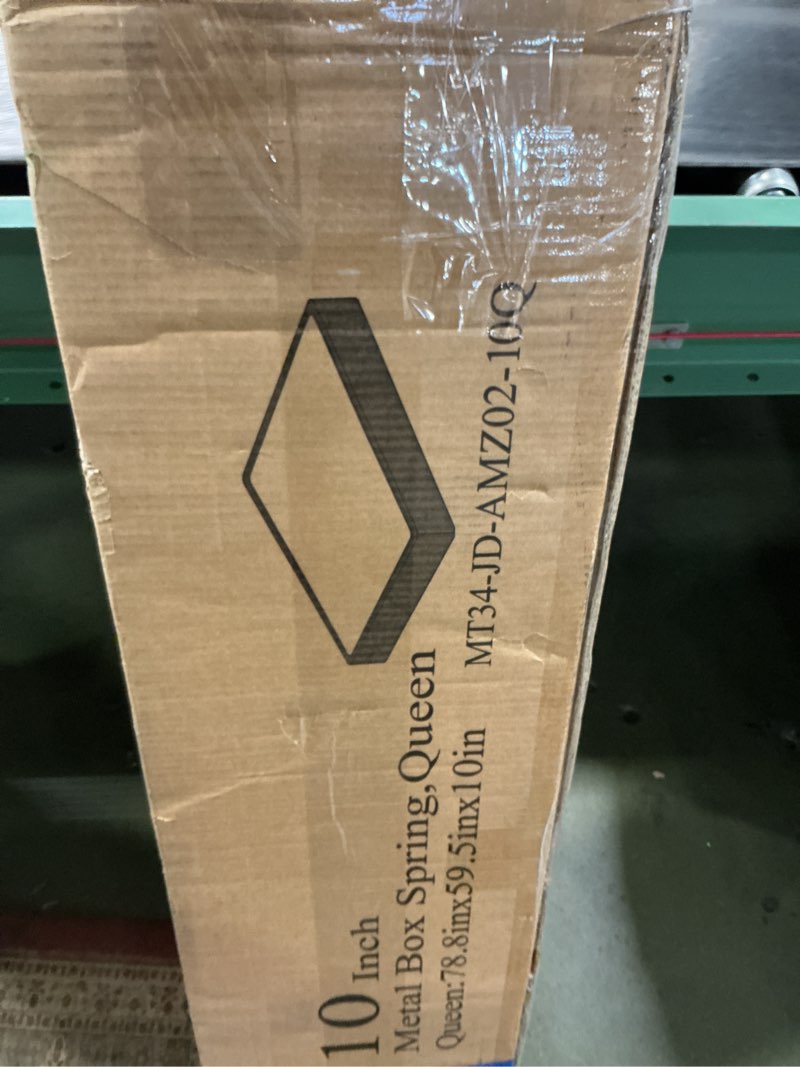 10 Inch
Metal Box Spring,Queen
Queen:78.8inx59.5inx10in
MT34-JD-AMZ02-10Q